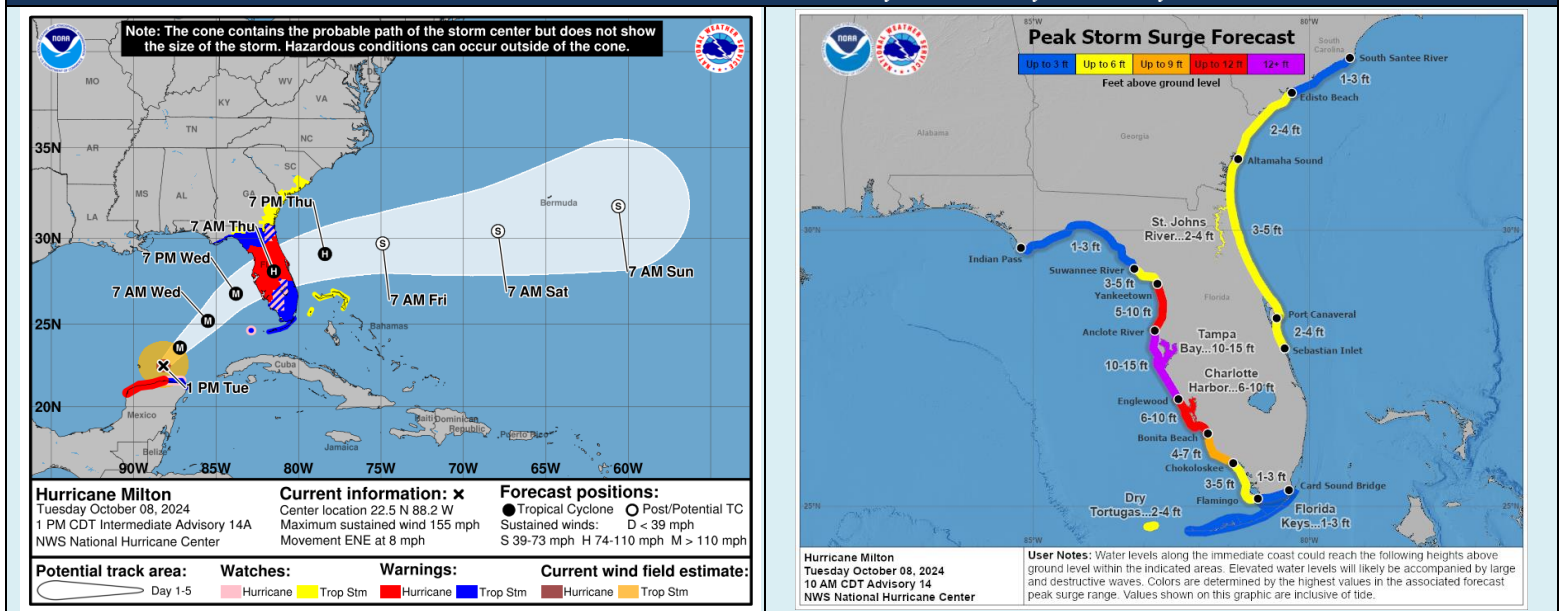 Note: The cone contains the probable path of the storm center but does not show
the size of the storm. Hazardous conditions can occur outside of the cone.
NOAA
MO
KY
WV
VA
DE
TN
NC
AR
SC
MS
AL
GA
LA
35N
30N
25N
20N
90W
85W
80W
75W
70W
65W
60W
Bermuda
7 PM Thu
7 AM Thu
7 PM Wed
7 AM Wed
1 PM Tue
7 AM Fri
7 AM Sat
7 AM Sun
M
M
M
H
H
S
S
S
Bahamas
Cuba
Mexico
Belize
Jamaica
Haiti
Dominican
Republic
Puerto Rico
Hurricane Milton
Tuesday October 08, 2024
1 PM CDT Intermediate Advisory 14A
NWS National Hurricane Center
Current information: ×
Center location 22.5 N 88.2 W
Maximum sustained wind 155 mph
Movement ENE at 8 mph
Forecast positions:
Tropical Cyclone Post/Potential TC
Sustained winds: D < 39 mph
S 39-73 mph H 74-110 mph M > 110 mph
Potential track area:
Day 1-5
Watches:
Hurricane Trop Stm
Warnings:
Hurricane Trop Stm
Current wind field estimate:
Hurricane Trop Stm
NOAA
Peak Storm Surge Forecast
Up to 3 ft Up to 6 ft Up to 9 ft Up to 12 ft 12+ ft
Feet above ground level
85°W
80°W
South
Carolina
South Santee River
1-3 ft
Edisto Beach
2-4 ft
Alabama
Georgia
Altamaha Sound
St. Johns
River...2-4 ft
3-5 ft
30°N
30°N
Indian Pass
1-3 ft
Suwannee River
3-5 ft
Yankeetown
Florida
5-10 ft
Port Canaveral
2-4 ft
Sebastian Inlet
Anclote River
Tampa
Bay...10-15 ft
10-15 ft
Charlotte
Harbor...6-10 ft
Englewood
6-10 ft
Bonita Beach
4-7 ft
Chokoloskee
3-5 ft
1-3 ft
Card Sound Bridge
Flamingo
Dry
Tortugas...2-4 ft
Florida
Keys...1-3 ft
25°N
25°N
85°W
80°W
Hurricane Milton
Tuesday October 08, 2024
10 AM CDT Advisory 14
NWS National Hurricane Center
User Notes: Water levels along the immediate coast could reach the following heights above
ground level within the indicated areas. Elevated water levels will likely be accompanied by large
and destructive waves. Colors are determined by the highest values in the associated forecast
peak surge range. Values shown on this graphic are inclusive of tide.